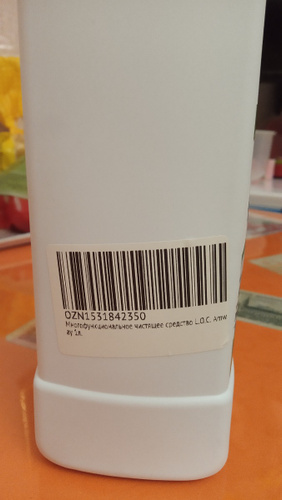 OZN1531842350
Многофункциональное чистящее средство L.O.C. Amw
ay 1л.